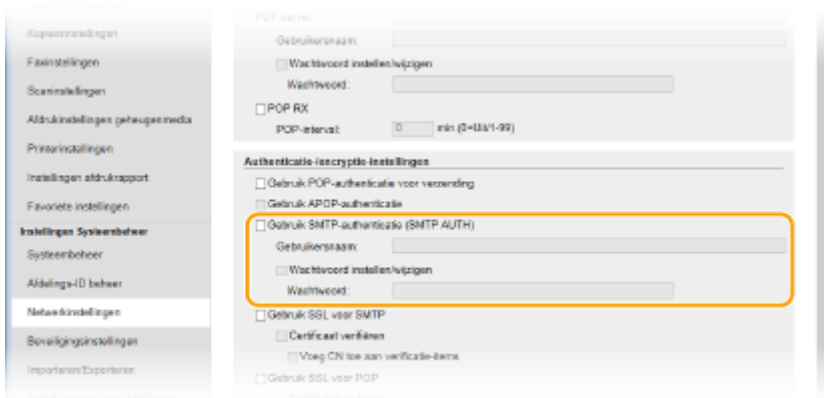 Kopieerinstellingen
Faxinstellingen
Scaninstellingen
Afdrukinstellingen geheugenmedia
Printerinstellingen
Instellingen afdrukrapport
Favoriete instellingen
Instellingen Systeembeheer
Systeembeheer
Afdelings-ID beheer
Netwerkinstellingen
Beveiligingsinstellingen
Importeren/Exporteren
POP-server:
Gebruikersnaam:
Wachtwoord instellen/wijzigen
Wachtwoord:
POP RX
POP-interval: 0 min.(0=Uit/1-99)
Authenticatie-/encryptie-instellingen
Gebruik POP-authenticatie voor verzending
Gebruik APOP-authenticatie
Gebruik SMTP-authenticatie (SMTP AUTH)
Gebruikersnaam:
Wachtwoord instellen/wijzigen
Wachtwoord:
Gebruik SSL voor SMTP
Certificaat verifiëren
Voeg CN toe aan verificatie-items
Gebruik SSL voor POP